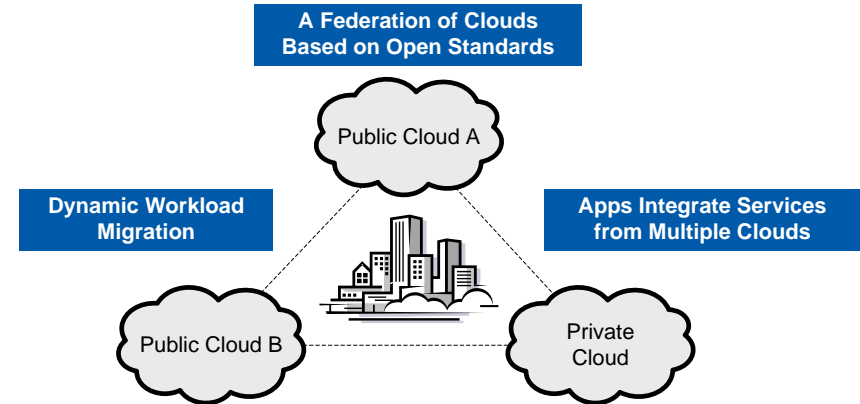 A Federation of Clouds
Based on Open Standards
Public Cloud A
Dynamic Workload
Migration
Apps Integrate Services
from Multiple Clouds
Public Cloud B
Private
Cloud